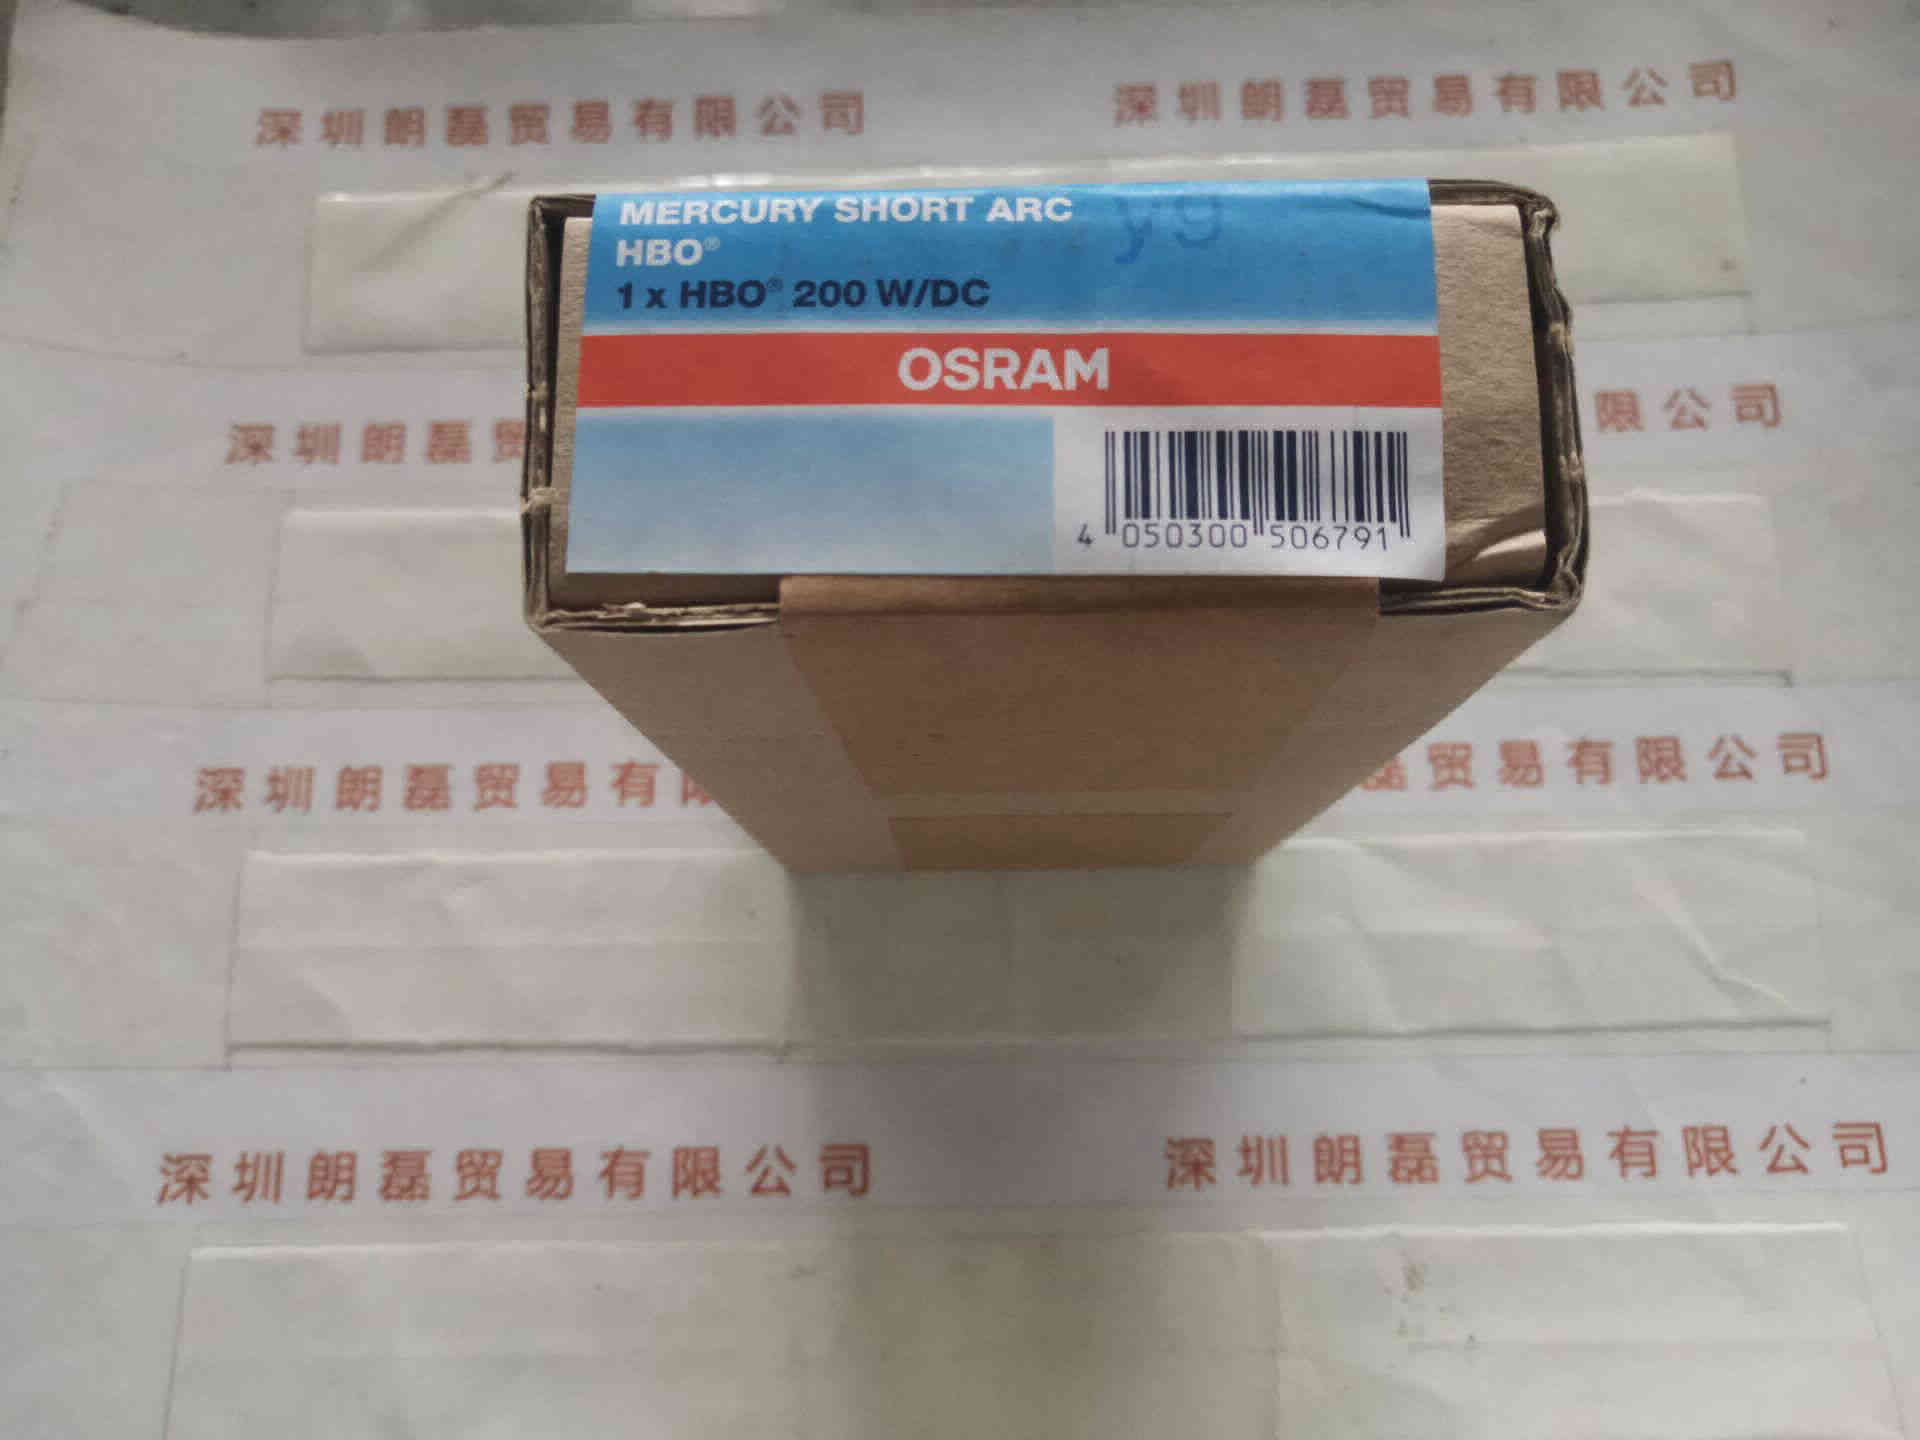 深圳朗磊贸易有限公司
深圳朗磊贸易有限公司
MERCURY SHORT ARC
yg
HBO®
1 x HBO® 200 W/DC
OSRAM
深圳朗磊贸
限公司
4 050300 506791
深圳朗磊贸易有限
磊贸易有限公司
深圳朗磊贸易有限公司
深圳朗磊贸易有限公司